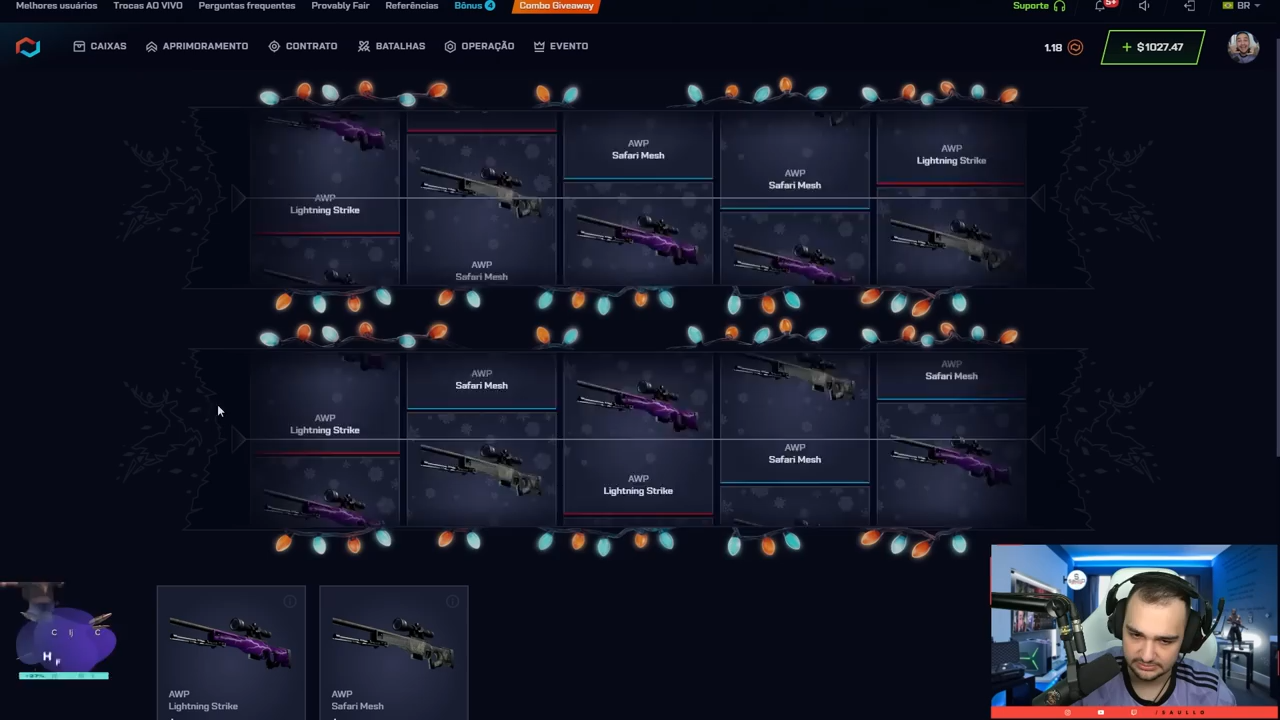 Melhores usuários Trocas AO VIVO Perguntas frequentes Provably Fair Referências Bônus 4 Combo Giveaway Suporte 5+ BR
CAIXAS APRIMORAMENTO CONTRATO BATALHAS OPERAÇÃO EVENTO 1.18 + $1027.47
AWP
Safari Mesh
AWP
Lightning Strike
AWP
Safari Mesh
AWP
Lightning Strike
AWP
Safari Mesh
AWP
Safari Mesh
AWP
Safari Mesh
AWP
Lightning Strike
AWP
Safari Mesh
AWP
Lightning Strike
AWP
Lightning Strike
AWP
Safari Mesh
/SAULLO